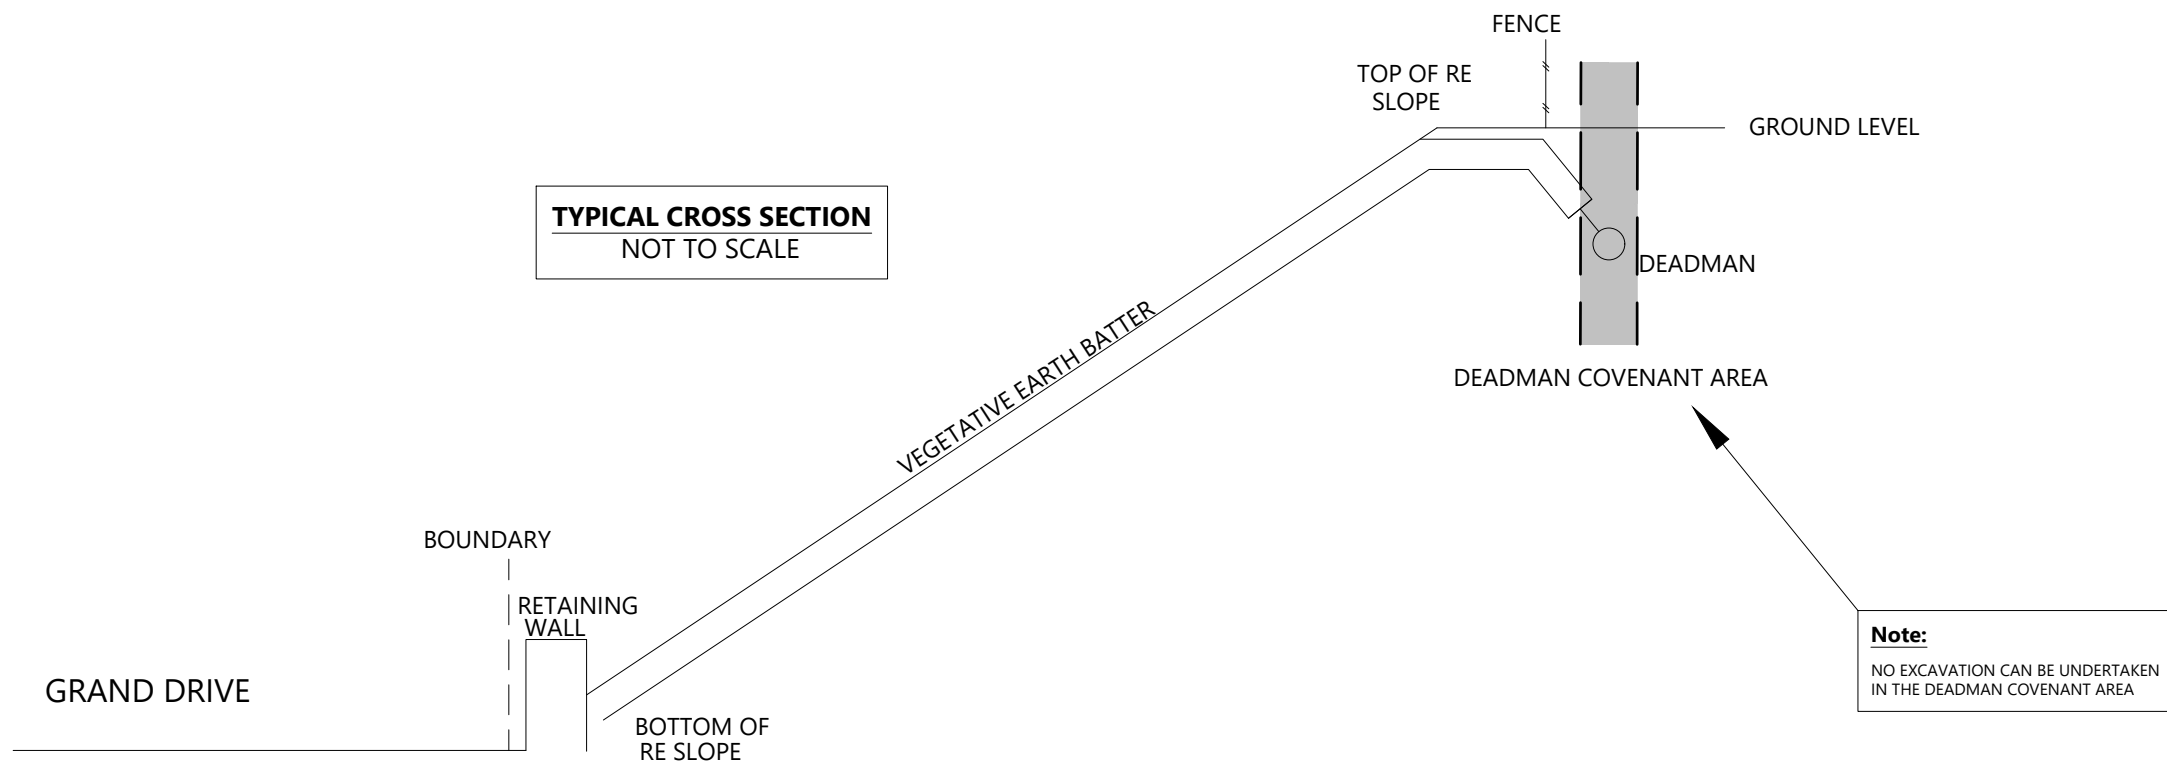 FENCE
TOP OF RE
SLOPE
GROUND LEVEL
TYPICAL CROSS SECTION
NOT TO SCALE
DEADMAN
VEGETATIVE EARTH BATTER
DEADMAN COVENANT AREA
BOUNDARY
RETAINING
WALL
GRAND DRIVE
BOTTOM OF
RE SLOPE
Note:
NO EXCAVATION CAN BE UNDERTAKEN
IN THE DEADMAN COVENANT AREA